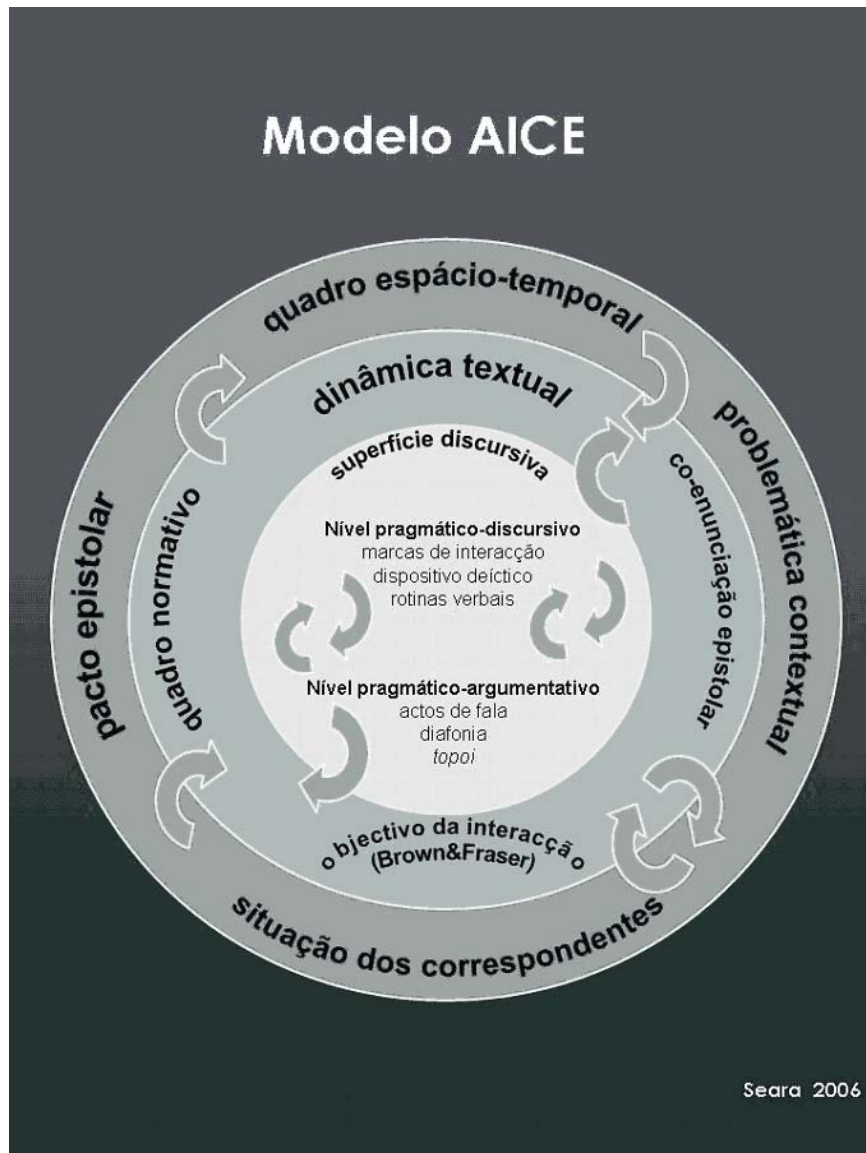 Modelo AICE
quadro espácio-temporal
problemática contextual
situação dos correspondentes
pacto epistolar
dinâmica textual
co-enunciação epistolar
objectivo da interacção
(Brown&Fraser)
quadro normativo
superfície discursiva
Nível pragmático-discursivo
marcas de interacção
dispositivo deíctico
rotinas verbais
Nível pragmático-argumentativo
actos de fala
diafonia
topoi
Seara 2006